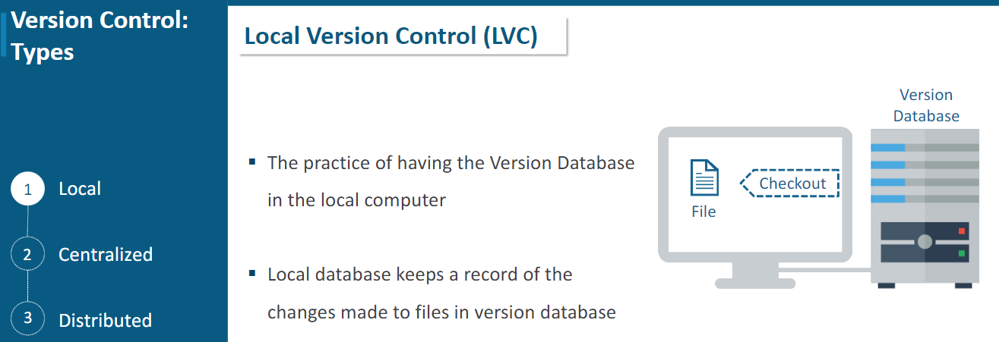 Version Control:
Types
1 Local
2 Centralized
3 Distributed
Local Version Control (LVC)
▪ The practice of having the Version Database
in the local computer
▪ Local database keeps a record of the
changes made to files in version database
Version
Database
Checkout
File